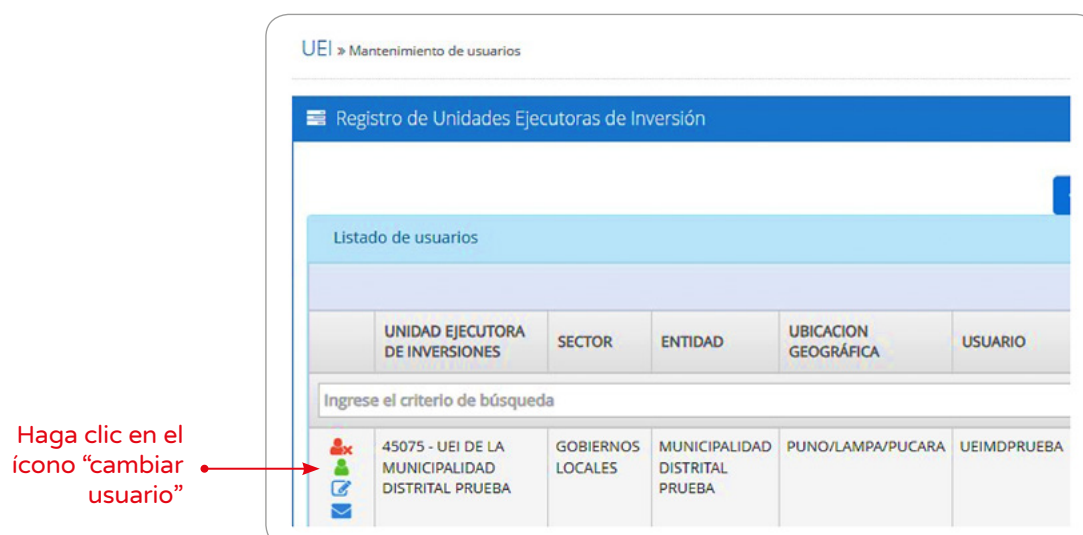 UEI » Mantenimiento de usuarios
Registro de Unidades Ejecutoras de Inversión
Listado de usuarios
UNIDAD EJECUTORA DE INVERSIONES SECTOR ENTIDAD UBICACION GEOGRÁFICA USUARIO
Ingrese el criterio de búsqueda
Haga clic en el
ícono “cambiar
usuario”
45075 - UEI DE LA GOBIERNOS MUNICIPALIDAD PUNO/LAMPA/PUCARA UEIMDPRUEBA
MUNICIPALIDAD LOCALES DISTRITAL
DISTRITAL PRUEBA PRUEBA